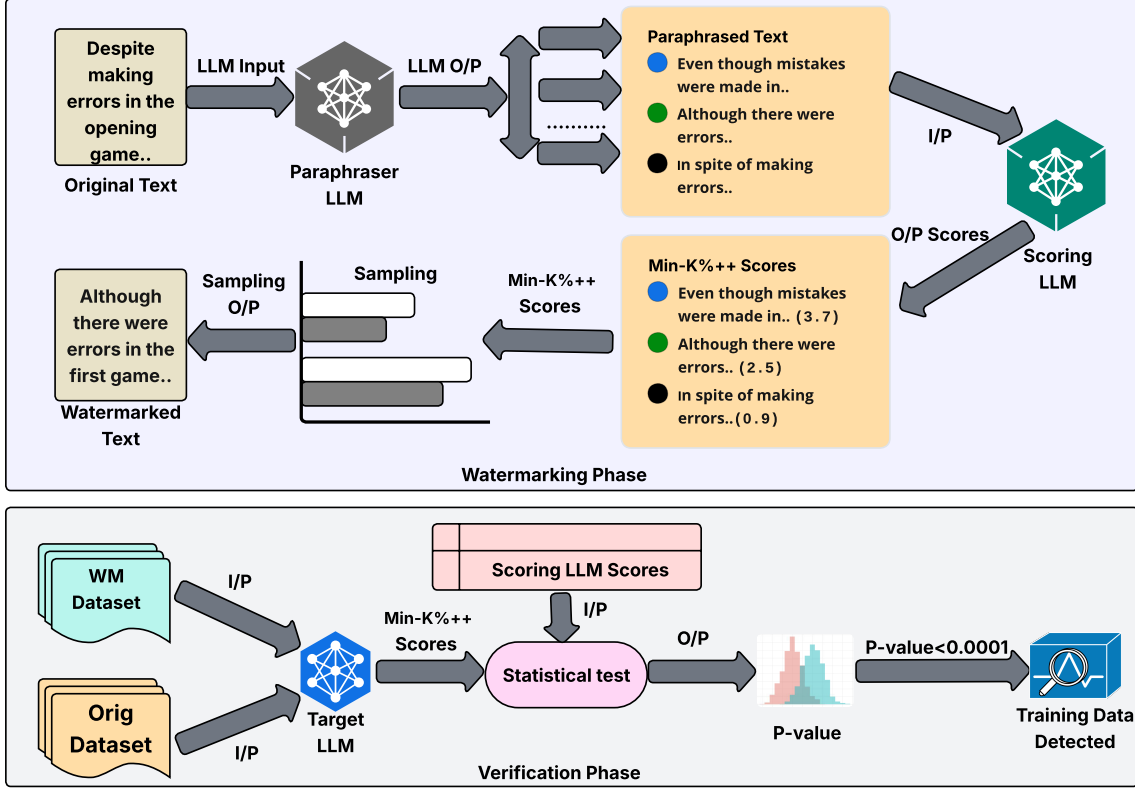 Despite
making
errors in the
opening
game..
Original Text
LLM Input
Paraphraser
LLM
LLM O/P
...........
Paraphrased Text
Even though mistakes
were made in..
Although there were
errors..
In spite of making
errors..
I/P
Scoring
LLM
O/P Scores
Min-K%++ Scores
Even though mistakes
were made in.. (3.7)
Although there were
errors.. (2.5)
In spite of making
errors..(0.9)
Min-K%++
Scores
Sampling
Sampling
O/P
Although
there were
errors in the
first game..
Watermarked
Text
Watermarking Phase
WM
Dataset
I/P
Orig
Dataset
I/P
Target
LLM
Min-K%++
Scores
Scoring LLM Scores
I/P
Statistical test
O/P
P-value
P-value<0.0001
Training Data
Detected
Verification Phase